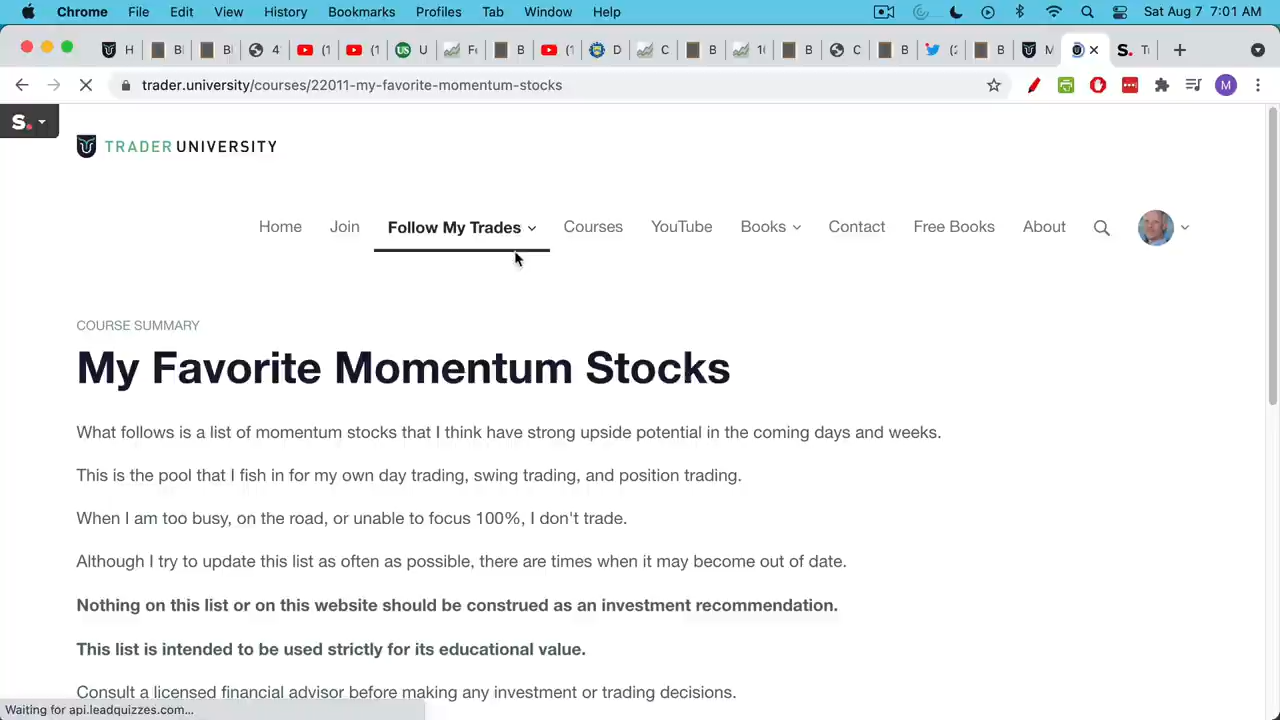 Chrome File Edit View History Bookmarks Profiles Tab Window Help Sat Aug 7 7:01 AM
H B B 4 (1 (1 U F B (1 D C B 1 B C B (2 B M T
trader.university/courses/22011-my-favorite-momentum-stocks M
S.
TRADER UNIVERSITY
Home Join Follow My Trades Courses YouTube Books Contact Free Books About
COURSE SUMMARY
My Favorite Momentum Stocks
What follows is a list of momentum stocks that I think have strong upside potential in the coming days and weeks.
This is the pool that I fish in for my own day trading, swing trading, and position trading.
When I am too busy, on the road, or unable to focus 100%, I don't trade.
Although I try to update this list as often as possible, there are times when it may become out of date.
Nothing on this list or on this website should be construed as an investment recommendation.
This list is intended to be used strictly for its educational value.
Consult a licensed financial advisor before making any investment or trading decisions.
Waiting for api.leadquizzes.com...